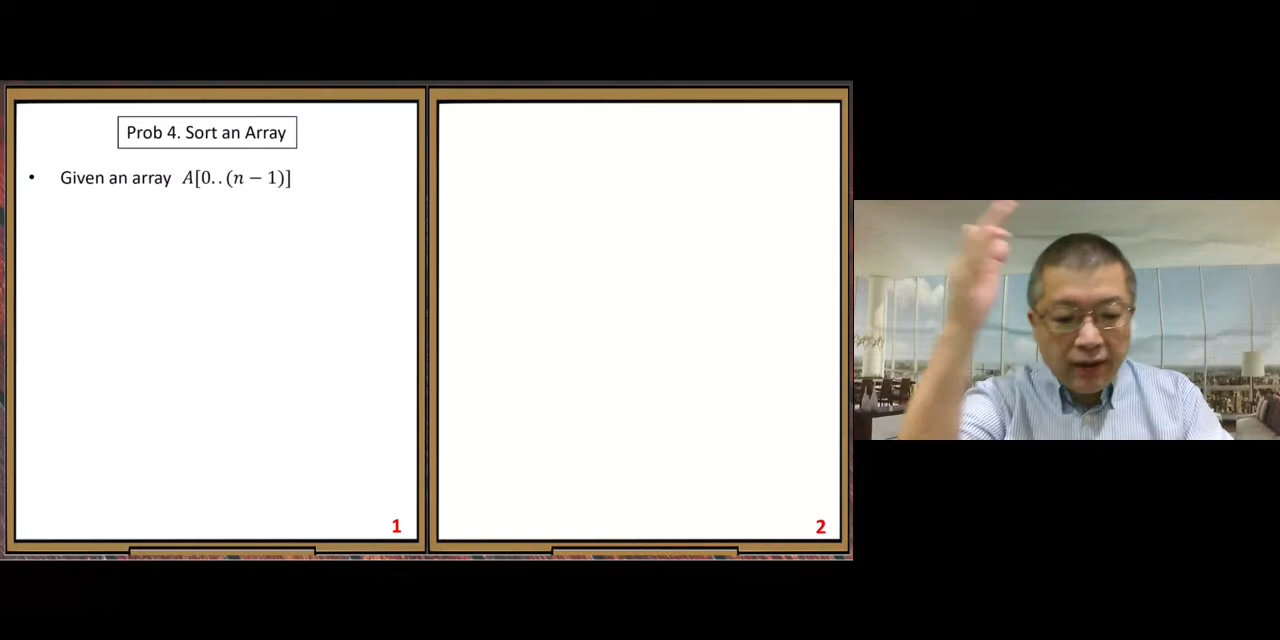 Prob 4. Sort an Array
• Given an array A[0..(n − 1)]
1
2